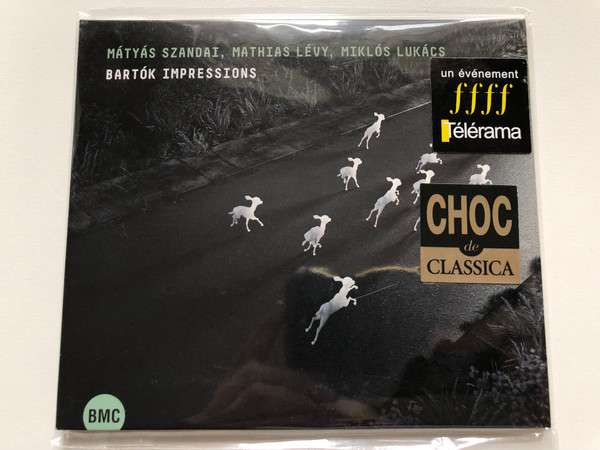 MÁTYÁS SZANDAI, MATHIAS LÉVY, MIKLÓS LUKÁCS
BARTÓK IMPRESSIONS
un événement
ffff
Télérama
CHOC
de
CLASSICA
BMC